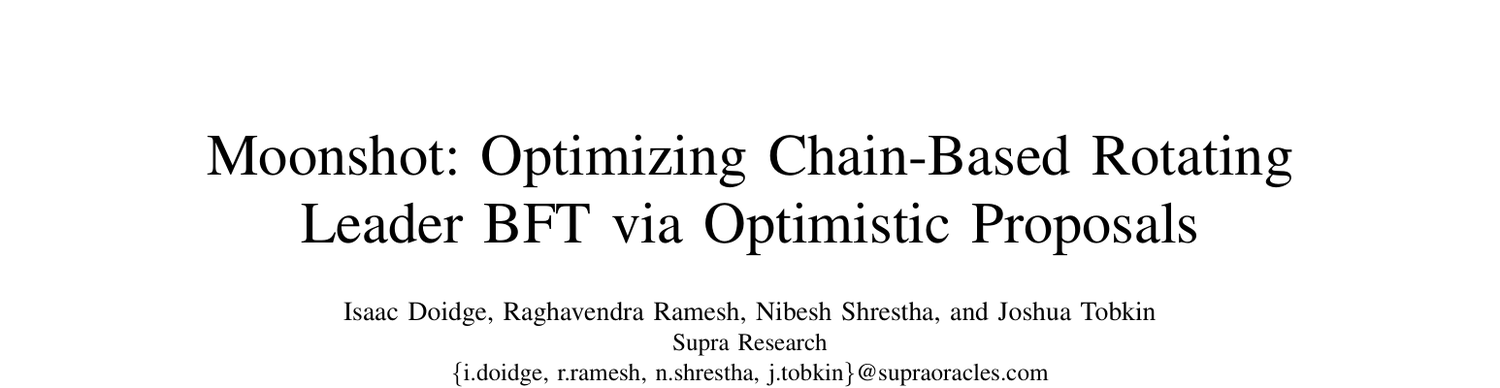 Moonshot: Optimizing Chain-Based Rotating
Leader BFT via Optimistic Proposals
Isaac Doidge, Raghavendra Ramesh, Nibesh Shrestha, and Joshua Tobkin
Supra Research
{i.doidge, r.ramesh, n.shrestha, j.tobkin}@supraoracles.com